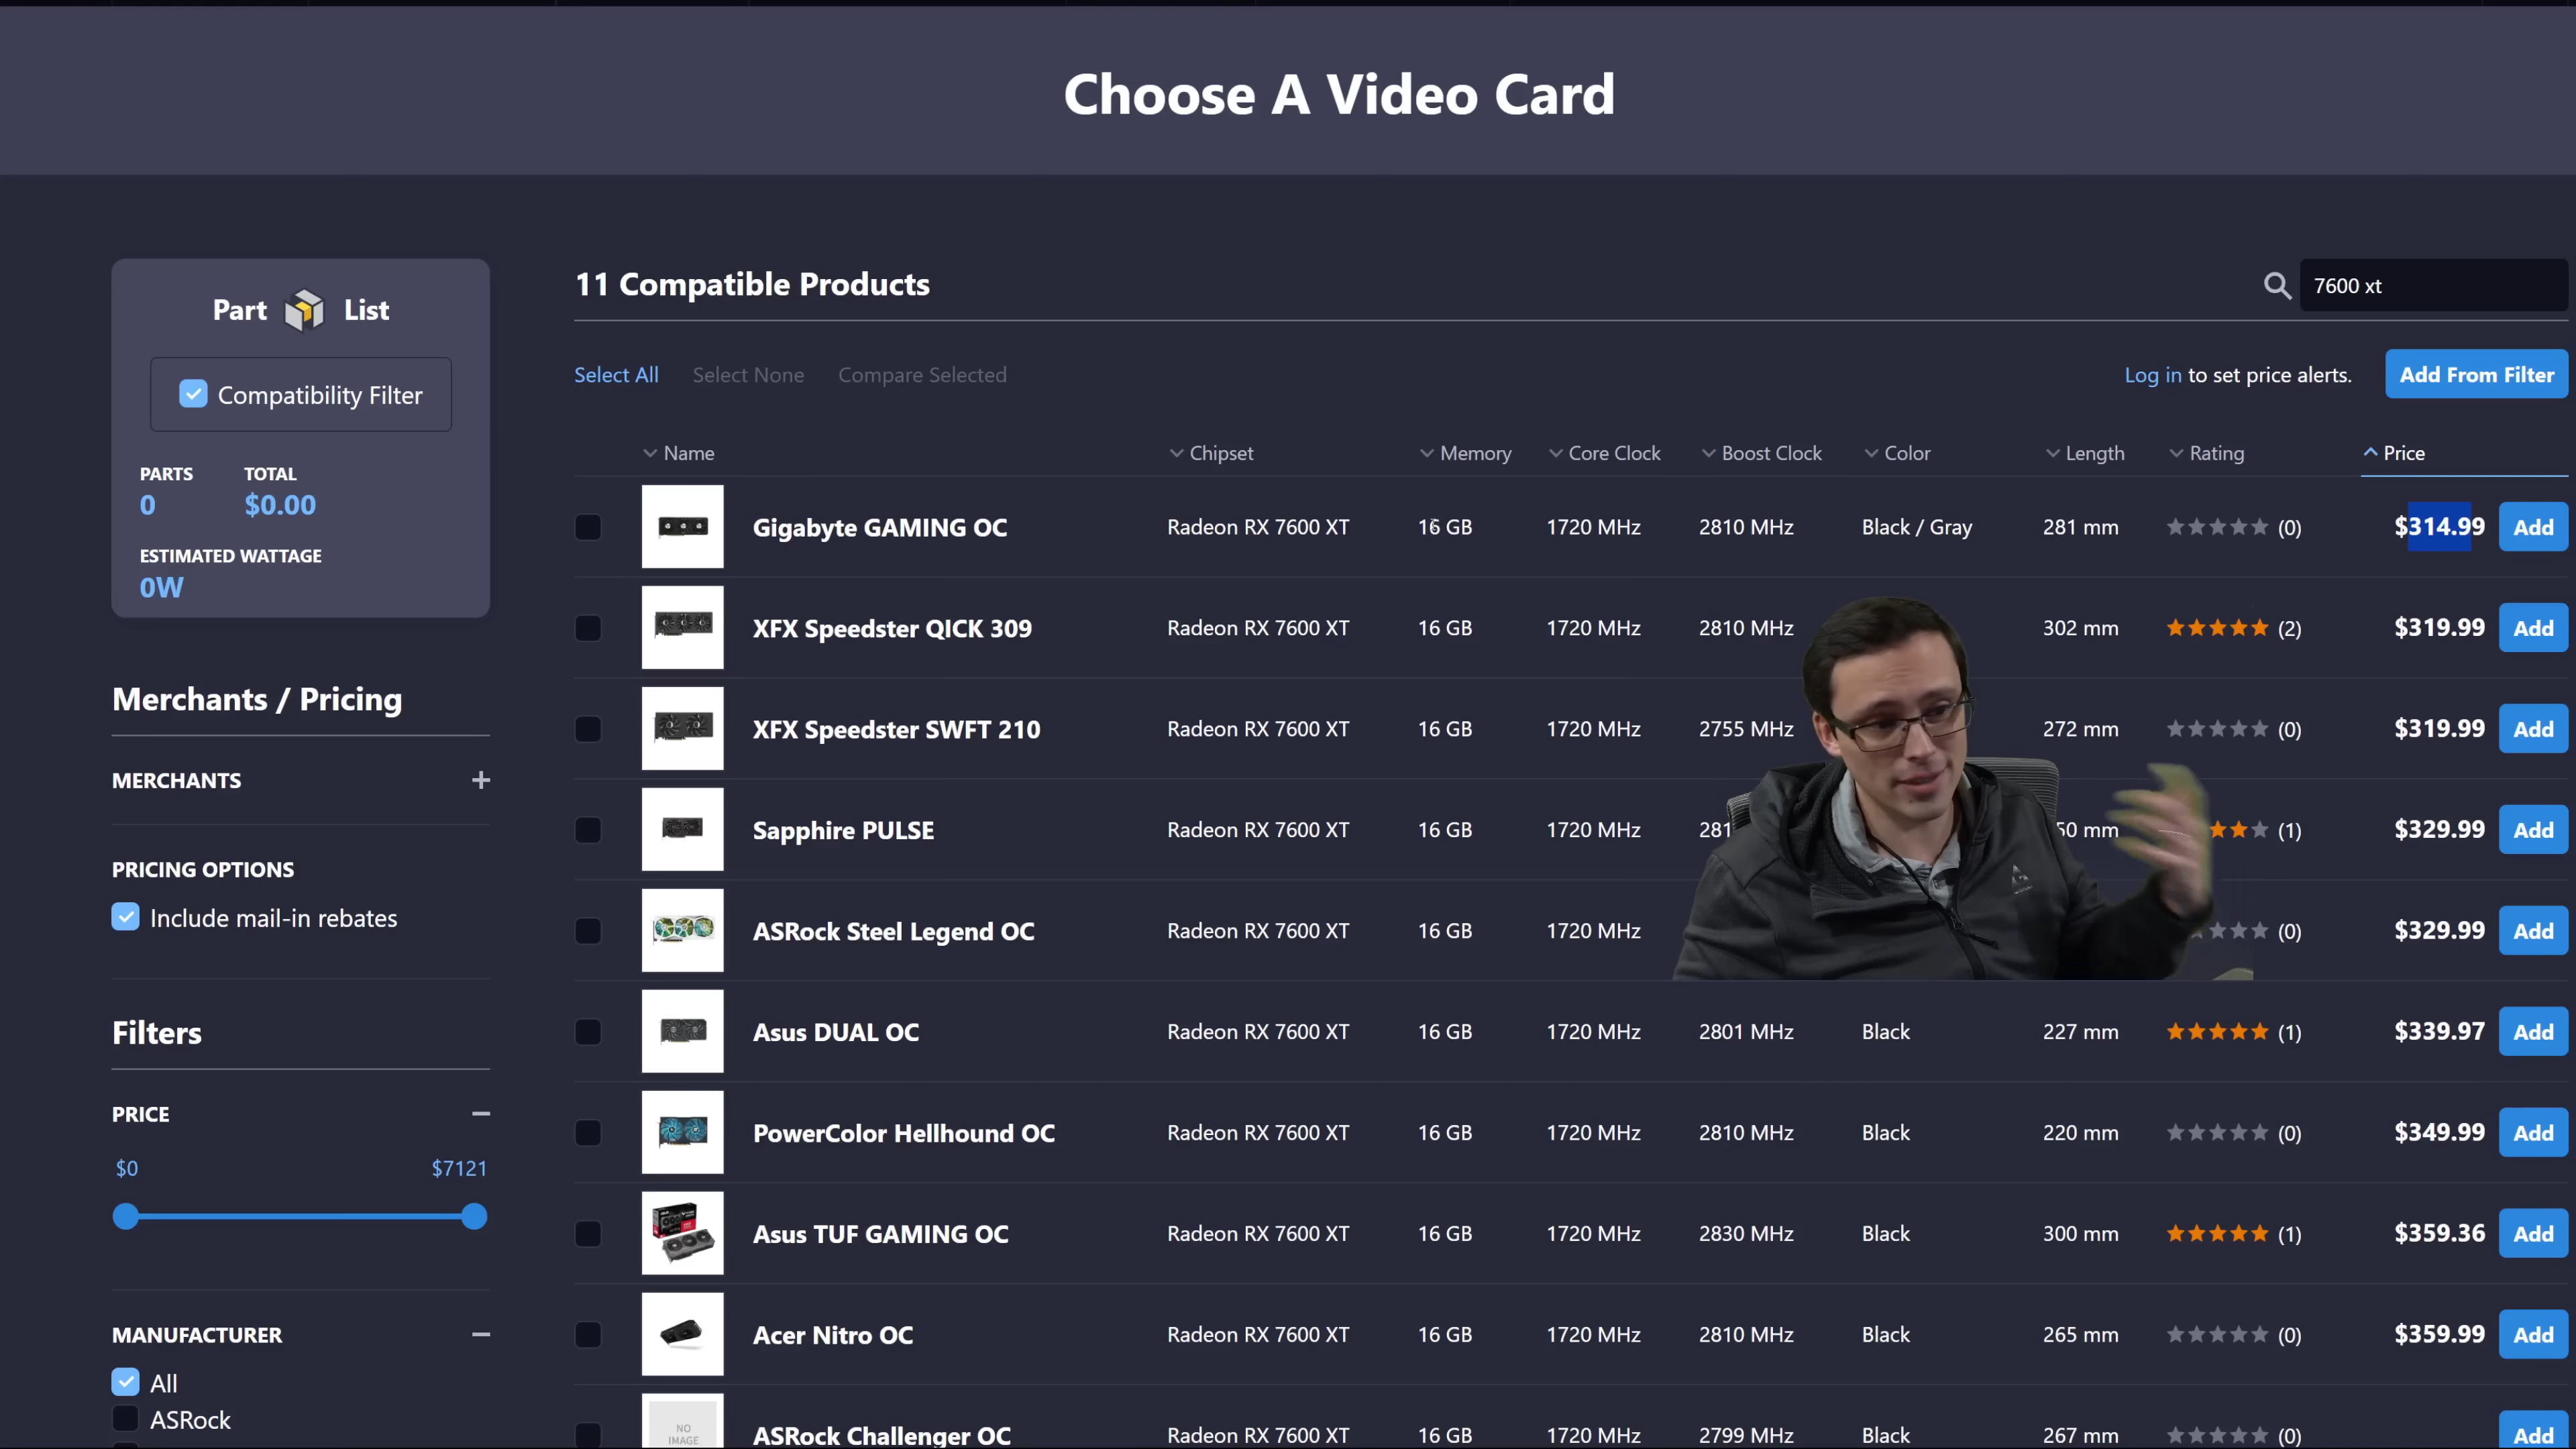 Choose A Video Card
Part List
Compatibility Filter
PARTS TOTAL
0 $0.00
ESTIMATED WATTAGE
0W
Merchants / Pricing
MERCHANTS
PRICING OPTIONS
Include mail-in rebates
Filters
PRICE
$0 $7121
MANUFACTURER
All
ASRock
11 Compatible Products
7600 xt
Select All Select None Compare Selected
Log in to set price alerts. Add From Filter
Name Chipset Memory Core Clock Boost Clock Color Length Rating Price
Gigabyte GAMING OC Radeon RX 7600 XT 16 GB 1720 MHz 2810 MHz Black / Gray 281 mm (0) $314.99 Add
XFX Speedster QICK 309 Radeon RX 7600 XT 16 GB 1720 MHz 2810 MHz 302 mm (2) $319.99 Add
XFX Speedster SWFT 210 Radeon RX 7600 XT 16 GB 1720 MHz 2755 MHz 272 mm (0) $319.99 Add
Sapphire PULSE Radeon RX 7600 XT 16 GB 1720 MHz mm (1) $329.99 Add
ASRock Steel Legend OC Radeon RX 7600 XT 16 GB 1720 MHz (0) $329.99 Add
Asus DUAL OC Radeon RX 7600 XT 16 GB 1720 MHz 2801 MHz Black 227 mm (1) $339.97 Add
PowerColor Hellhound OC Radeon RX 7600 XT 16 GB 1720 MHz 2810 MHz Black 220 mm (0) $349.99 Add
Asus TUF GAMING OC Radeon RX 7600 XT 16 GB 1720 MHz 2830 MHz Black 300 mm (1) $359.36 Add
Acer Nitro OC Radeon RX 7600 XT 16 GB 1720 MHz 2810 MHz Black 265 mm (0) $359.99 Add
NO IMAGE ASRock Challenger OC Radeon RX 7600 XT 16 GB 1720 MHz 2799 MHz Black 267 mm (0) Add